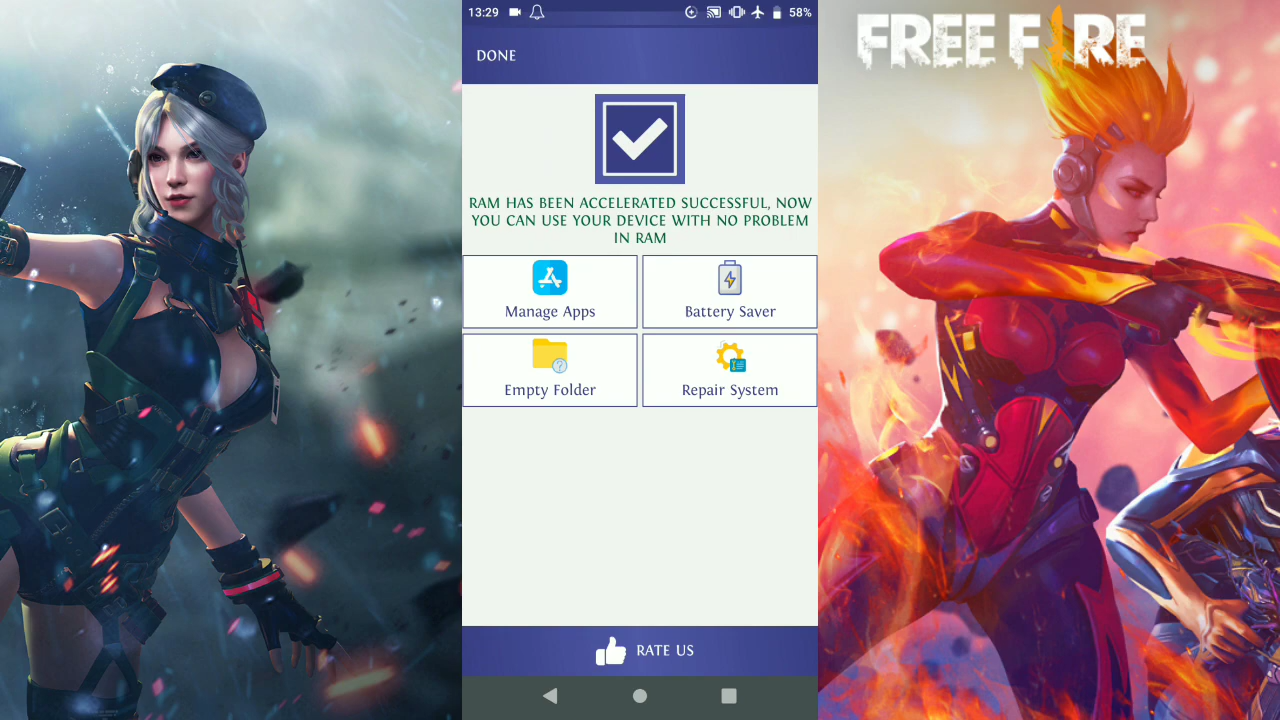 13:29
58%
FREE FIRE
DONE
RAM HAS BEEN ACCELERATED SUCCESSFUL, NOW
YOU CAN USE YOUR DEVICE WITH NO PROBLEM
IN RAM
Manage Apps
Battery Saver
Empty Folder
Repair System
RATE US